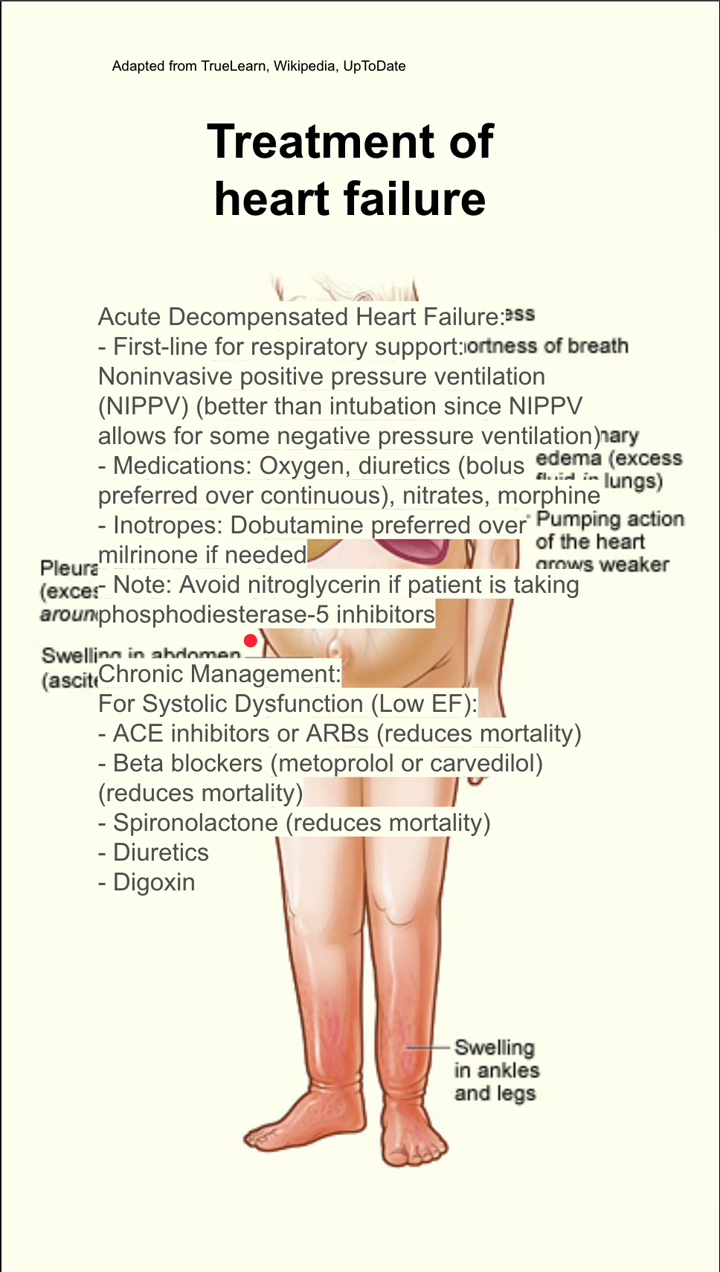 Adapted from TrueLearn, Wikipedia, UpToDate
Treatment of
heart failure
Acute Decompensated Heart Failure:
- First-line for respiratory support:
Noninvasive positive pressure ventilation
(NIPPV) (better than intubation since NIPPV
allows for some negative pressure ventilation)
- Medications: Oxygen, diuretics (bolus
preferred over continuous), nitrates, morphine
- Inotropes: Dobutamine preferred over
milrinone if needed
- Note: Avoid nitroglycerin if patient is taking
phosphodiesterase-5 inhibitors
Chronic Management:
For Systolic Dysfunction (Low EF):
- ACE inhibitors or ARBs (reduces mortality)
- Beta blockers (metoprolol or carvedilol)
(reduces mortality)
- Spironolactone (reduces mortality)
- Diuretics
- Digoxin
of breath
edema (excess
fluid in lungs)
Pumping action
of the heart
grows weaker
Swelling in abdomen
Swelling
in ankles
and legs